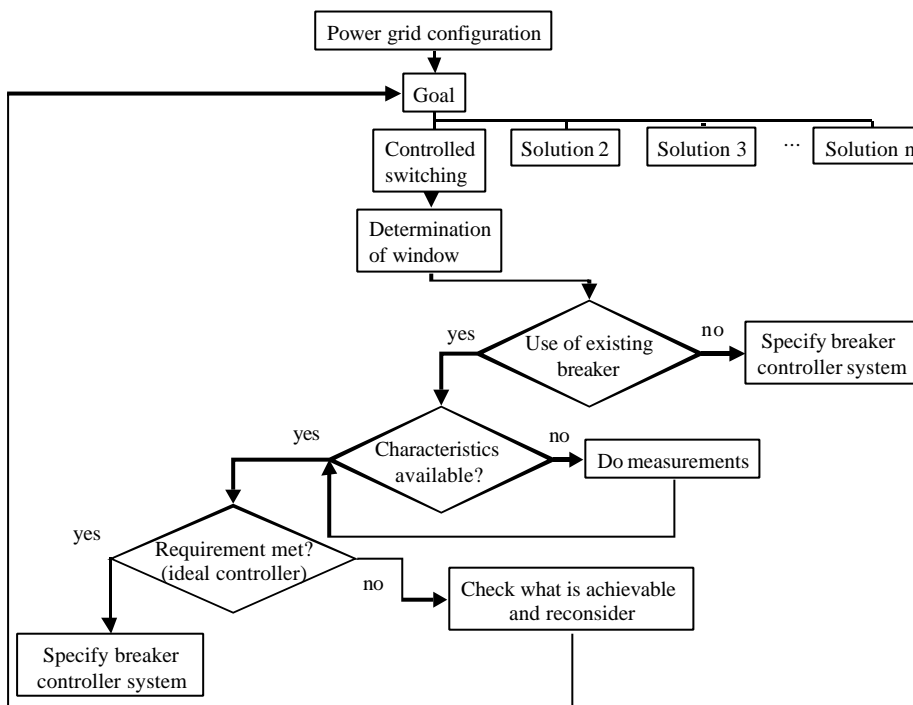 Power grid configuration
Goal
Controlled
switching
Solution 2
Solution 3
...
Solution n
Determination
of window
yes
Use of existing
breaker
no
Specify breaker
controller system
yes
Characteristics
available?
no
Do measurements
yes
Requirement met?
(ideal controller)
no
Check what is achievable
and reconsider
Specify breaker
controller system